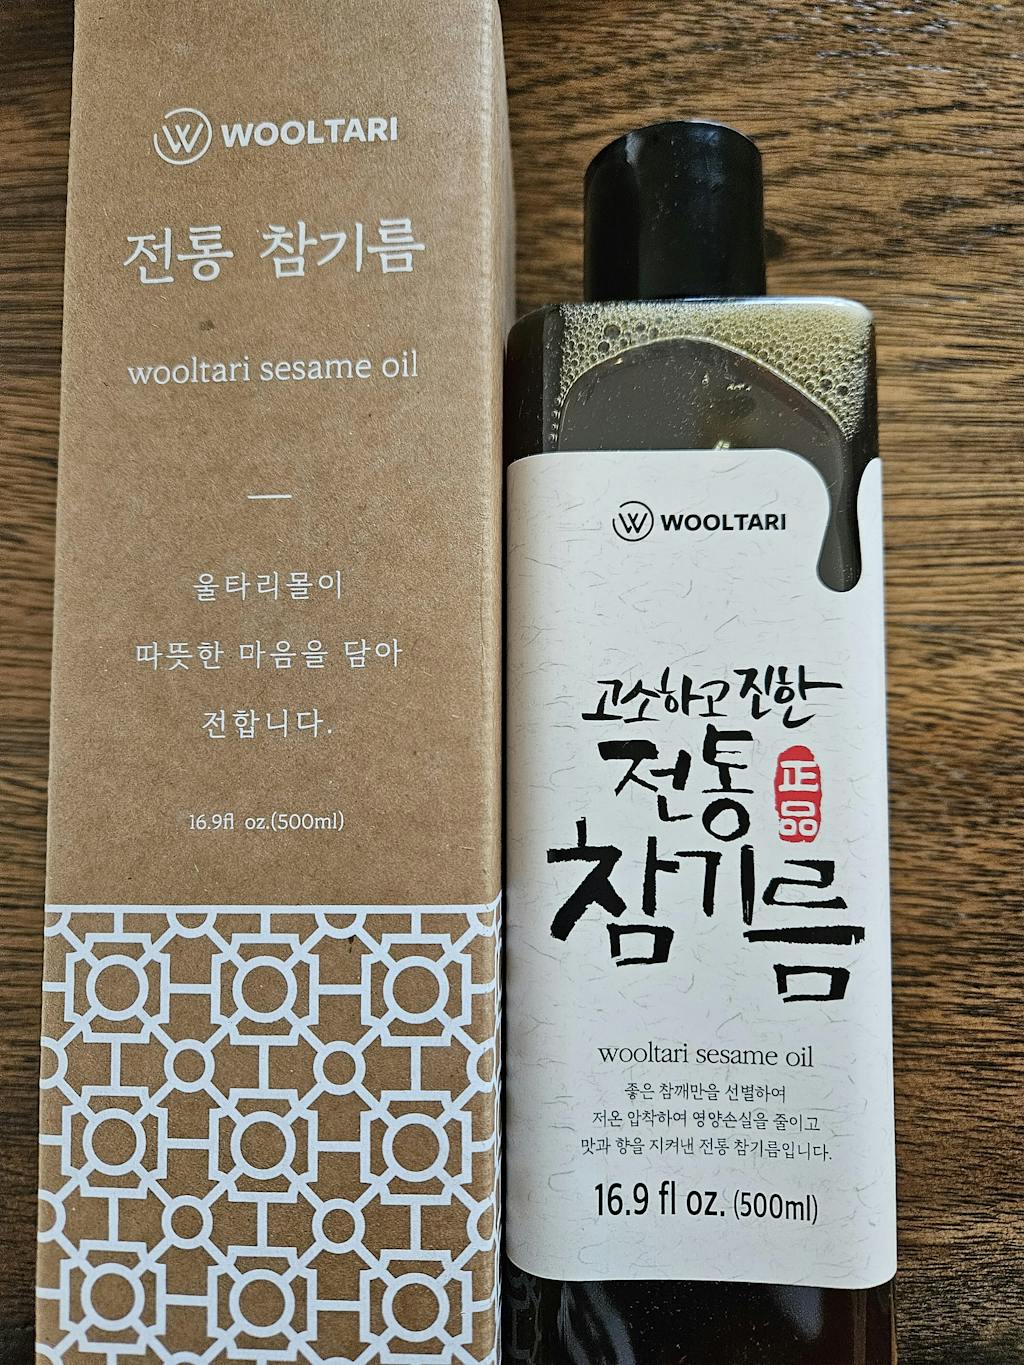 WOOLTARI
전통 참기름
wooltari sesame oil
울타리몰이
따뜻한 마음을 담아
전합니다.
16.9fl oz.(500ml)
WOOLTARI
고소하고 진한
전통
正品
참기름
wooltari sesame oil
좋은 참깨만을 선별하여
저온 압착하여 영양손실을 줄이고
맛과 향을 지켜낸 전통 참기름입니다.
16.9 fl oz. (500ml)